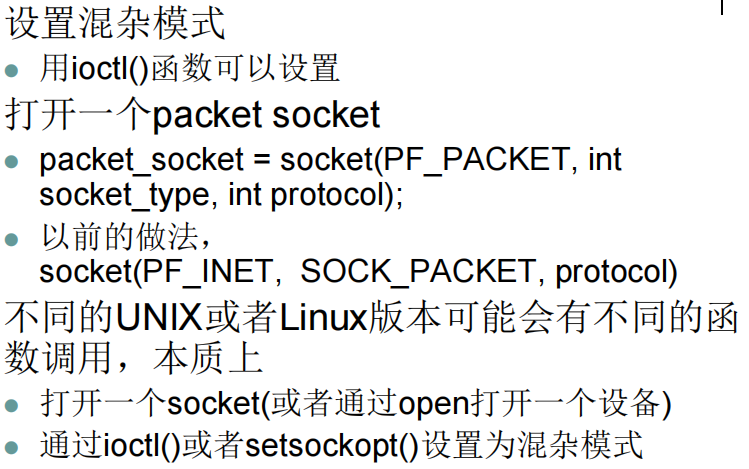 设置混杂模式
用ioctl()函数可以设置
打开一个packet socket
packet_socket = socket(PF_PACKET, int
socket_type, int protocol);
以前的做法，
socket(PF_INET, SOCK_PACKET, protocol)
不同的UNIX或者Linux版本可能会有不同的函
数调用，本质上
打开一个socket(或者通过open打开一个设备)
通过ioctl()或者setsockopt()设置为混杂模式